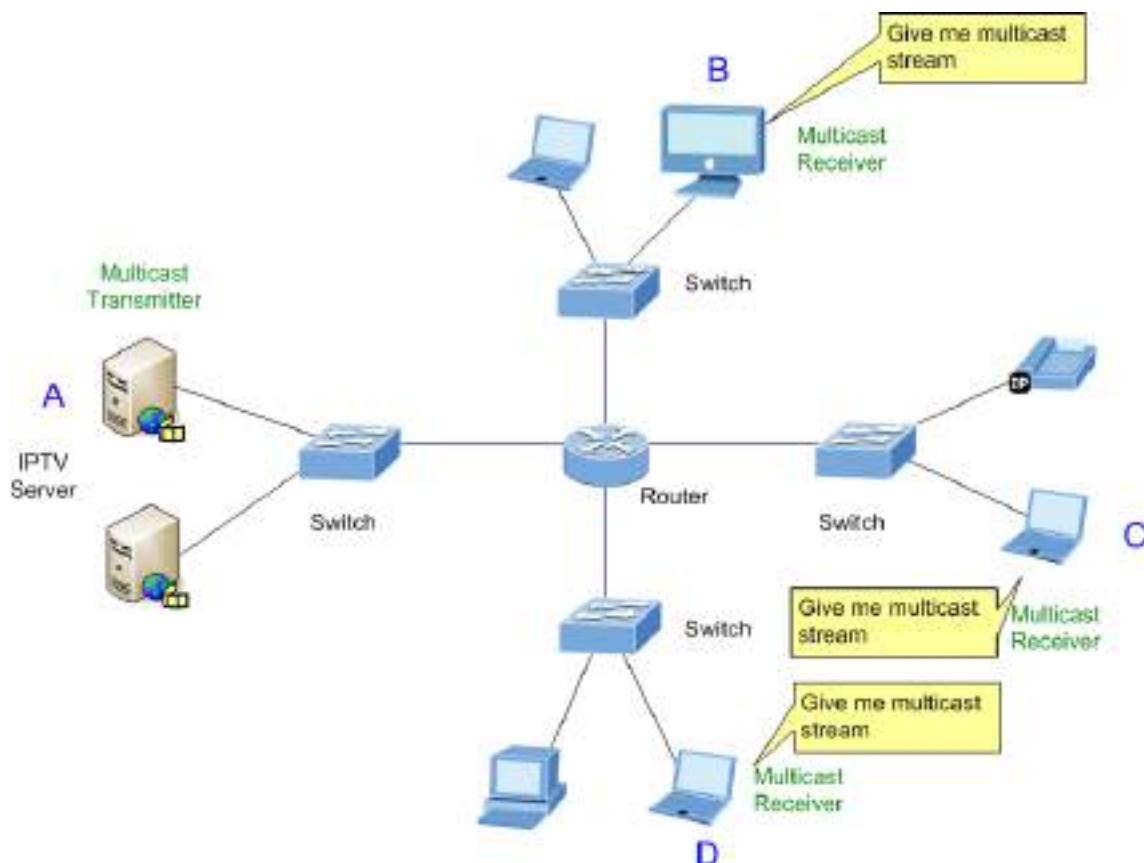 Give me multicast
stream
B
Multicast
Receiver
Switch
Multicast
Transmitter
A
IPTV
Server
Switch
Router
IP
Switch
C
Give me multicast
stream
Multicast
Receiver
Switch
Give me multicast
stream
Multicast
Receiver
D